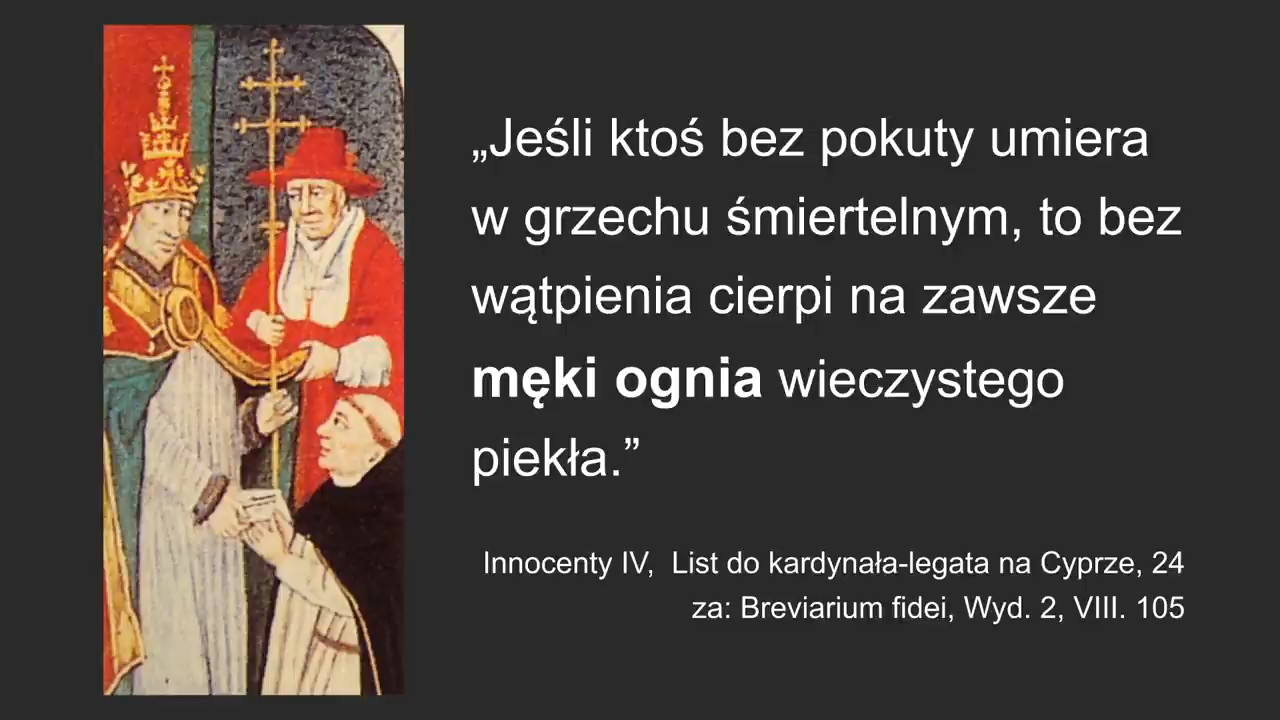 „Jeśli ktoś bez pokuty umiera
w grzechu śmiertelnym, to bez
wątpienia cierpi na zawsze
męki ognia wieczystego
piekła.”
Innocenty IV,  List do kardynała-legata na Cyprze, 24
za: Breviarium fidei, Wyd. 2, VIII. 105